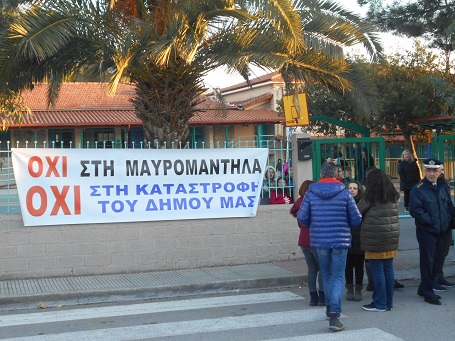 ΟΧΙ ΣΤΗ ΜΑΥΡΟΜΑΝΤΗΛΑ
ΟΧΙ ΣΤΗ ΚΑΤΑΣΤΡΟΦΗ
ΤΟΥ ΔΗΜΟΥ ΜΑΣ